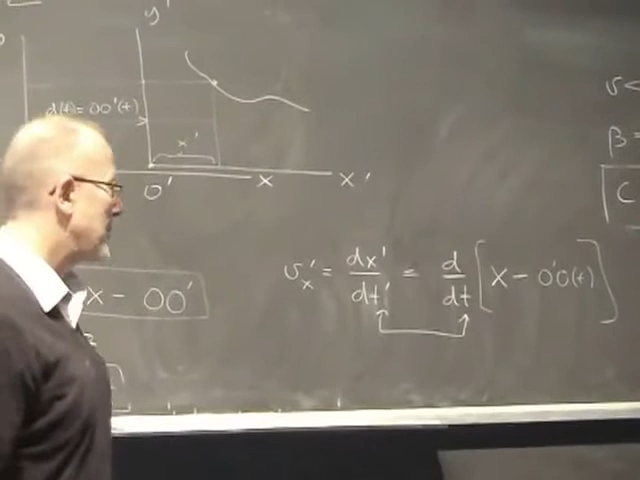 y'
d(t) = OO'(t)
x'
O' x x'
v <
β =
C
v'x = dx'/dt' = d/dt [x - O'O(t)]
x - OO'